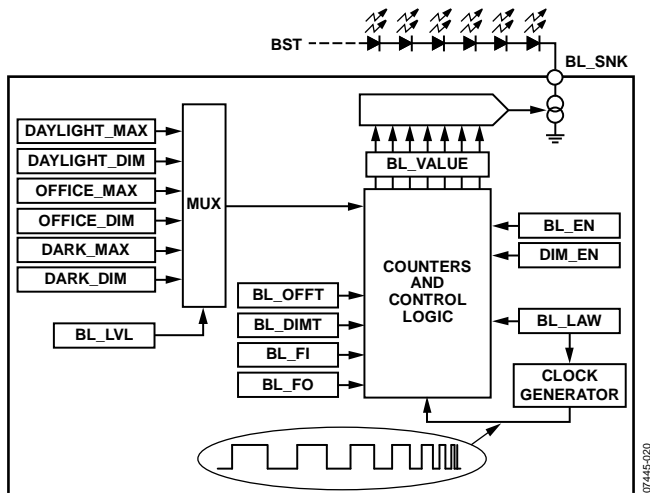 BST
BL_SNK
DAYLIGHT_MAX
DAYLIGHT_DIM
OFFICE_MAX
OFFICE_DIM
DARK_MAX
DARK_DIM
MUX
BL_LVL
BL_VALUE
COUNTERS
AND
CONTROL
LOGIC
BL_EN
DIM_EN
BL_OFFT
BL_DIMT
BL_FI
BL_FO
BL_LAW
CLOCK
GENERATOR
07445-020